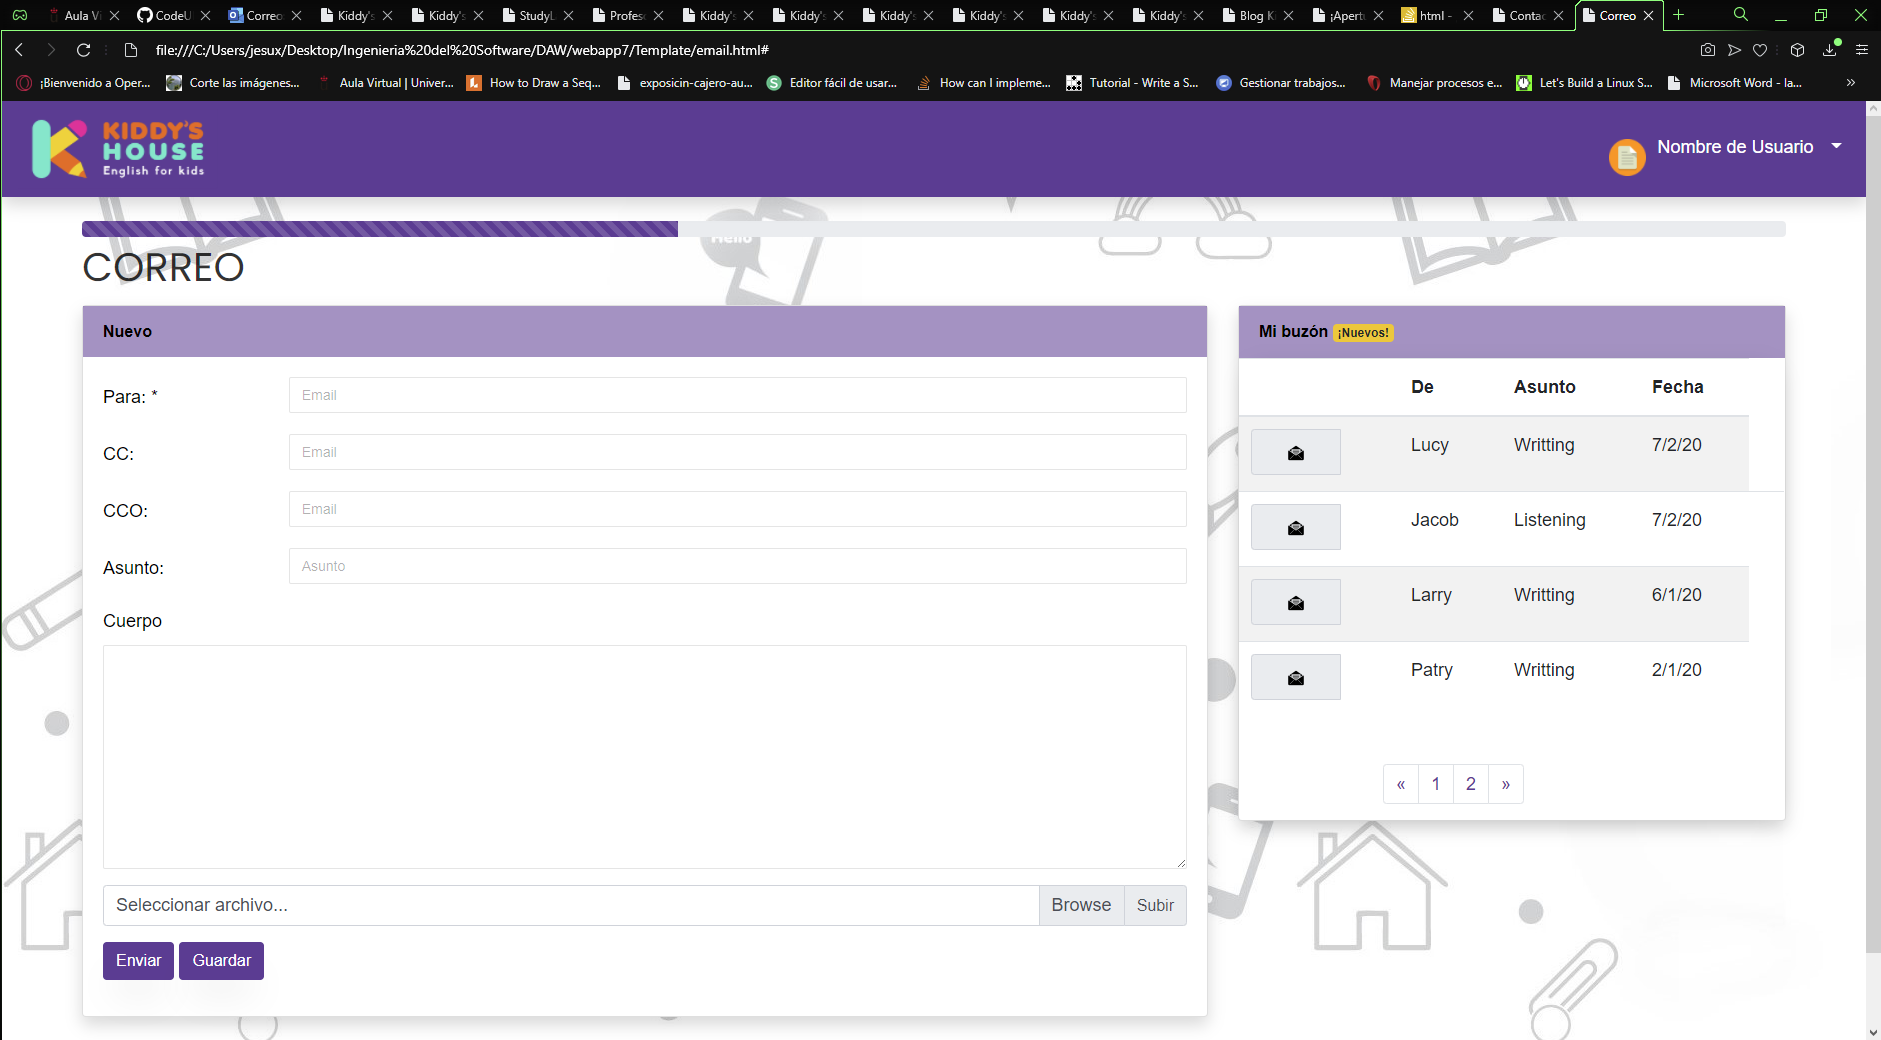 Aula Vi
CodeU
Correo
Kiddy's
Kiddy's
StudyL
Profes
Kiddy's
Kiddy's
Kiddy's
Kiddy's
Kiddy's
Kiddy's
Blog Ki
¡Apert
html -
Contac
Correo
file:///C:/Users/jesux/Desktop/Ingenieria%20del%20Software/DAW/webapp7/Template/email.html#
¡Bienvenido a Oper...
Corte las imágenes...
Aula Virtual | Univer...
How to Draw a Seq...
exposicin-cajero-au...
Editor fácil de usar...
How can I impleme...
Tutorial - Write a S...
Gestionar trabajos...
Manejar procesos e...
Let's Build a Linux S...
Microsoft Word - la...
KIDDY'S
HOUSE
English for kids
Nombre de Usuario
Hello
CORREO
Nuevo
Para: *
Email
CC:
Email
CCO:
Email
Asunto:
Asunto
Cuerpo
Seleccionar archivo...
Browse
Subir
Enviar
Guardar
Mi buzón ¡Nuevos!
De Asunto Fecha
Lucy Writting 7/2/20
Jacob Listening 7/2/20
Larry Writting 6/1/20
Patry Writting 2/1/20
« 1 2 »